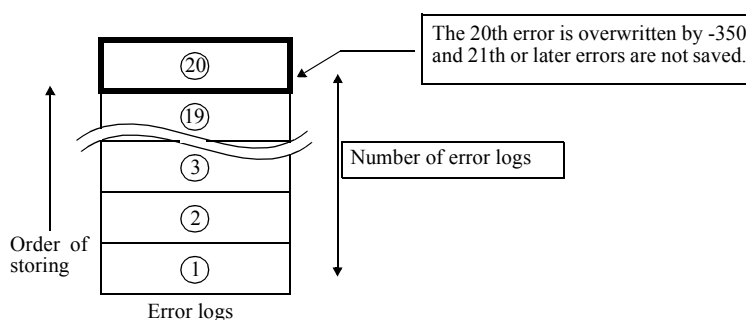 The 20th error is overwritten by -350
and 21th or later errors are not saved.
20
19
3
2
1
Number of error logs
Order of
storing
Error logs